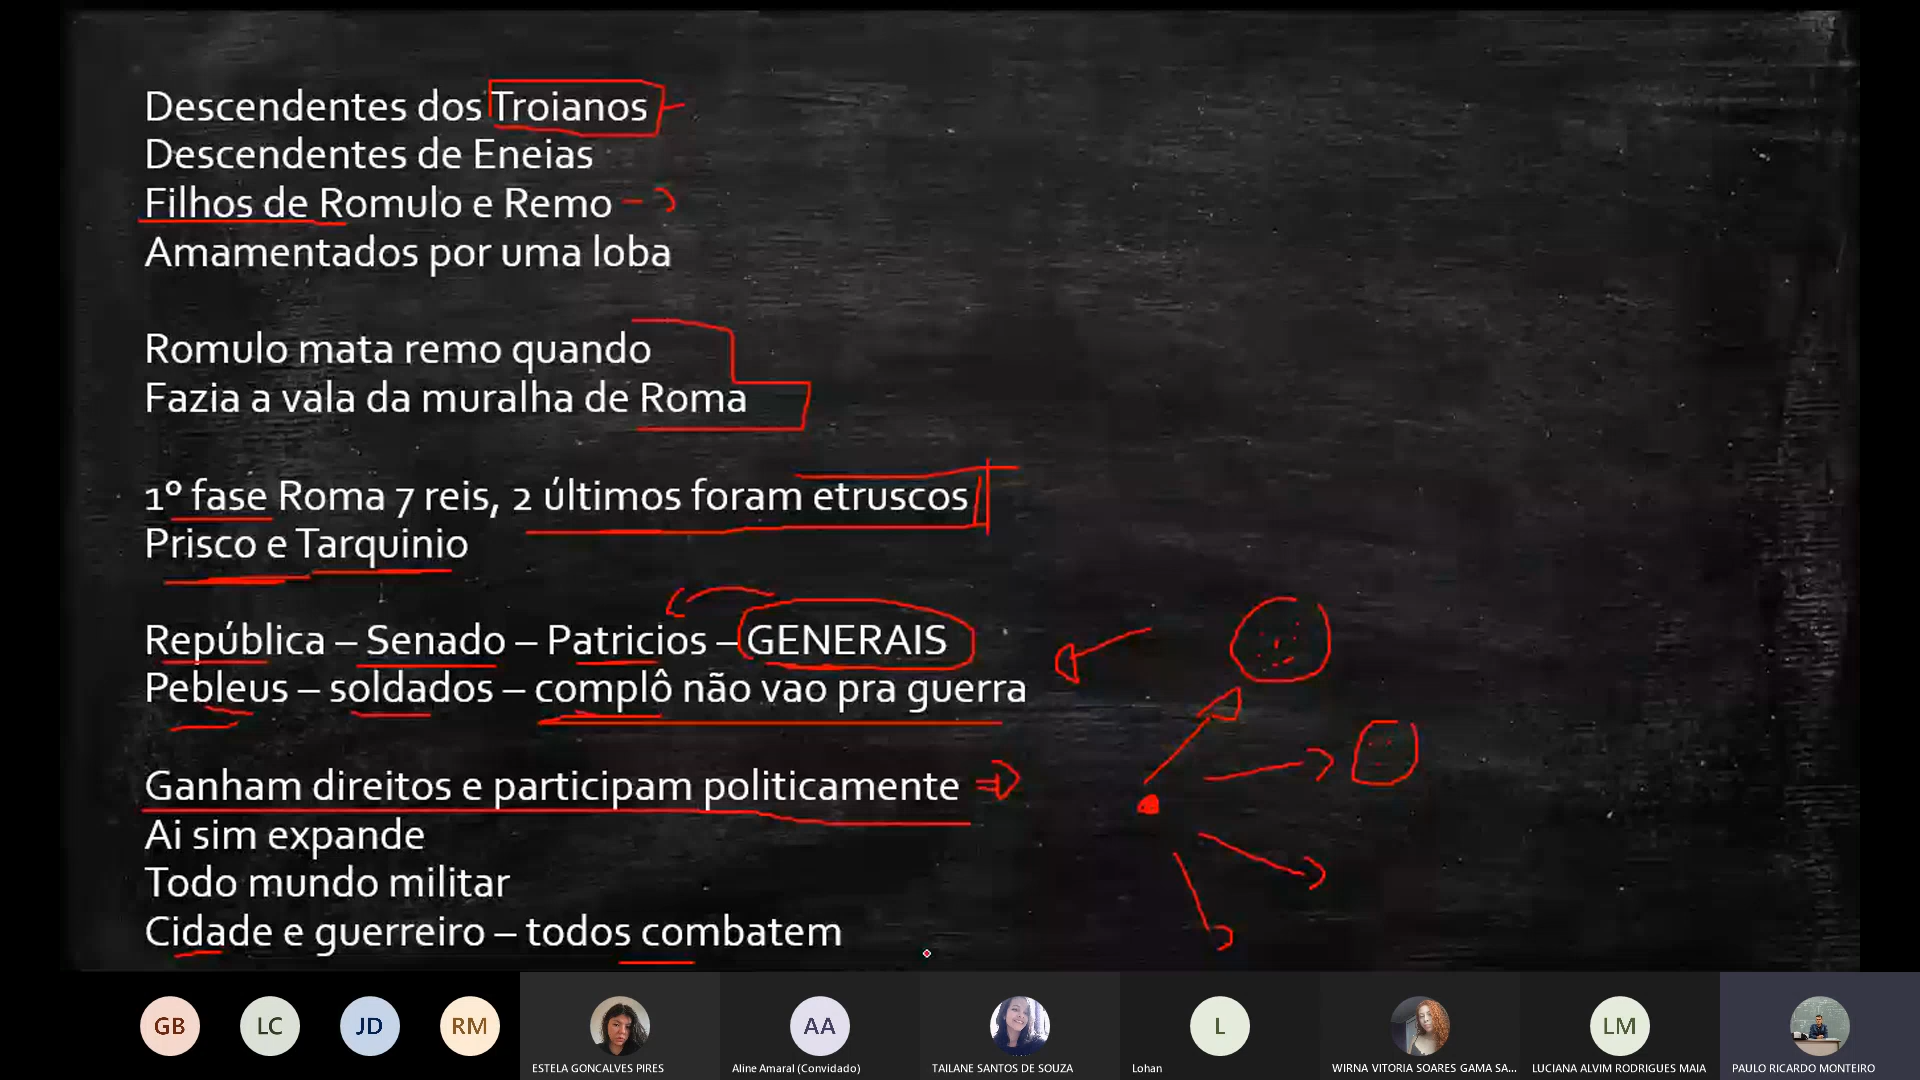 Descendentes dos Troianos
Descendentes de Eneias
Filhos de Romulo e Remo
Amamentados por uma loba
Romulo mata remo quando
Fazia a vala da muralha de Roma
1º fase Roma 7 reis, 2 últimos foram etruscos
Prisco e Tarquinio
República – Senado – Patricios – GENERAIS
Pebleus – soldados – complô não vao pra guerra
Ganham direitos e participam politicamente
Ai sim expande
Todo mundo militar
Cidade e guerreiro – todos combatem
GB LC JD RM AA L LM
ESTELA GONCALVES PIRES Aline Amaral (Convidado) TAILANE SANTOS DE SOUZA Lohan WIRNA VITORIA SOARES GAMA SA... LUCIANA ALVIM RODRIGUES MAIA PAULO RICARDO MONTEIRO